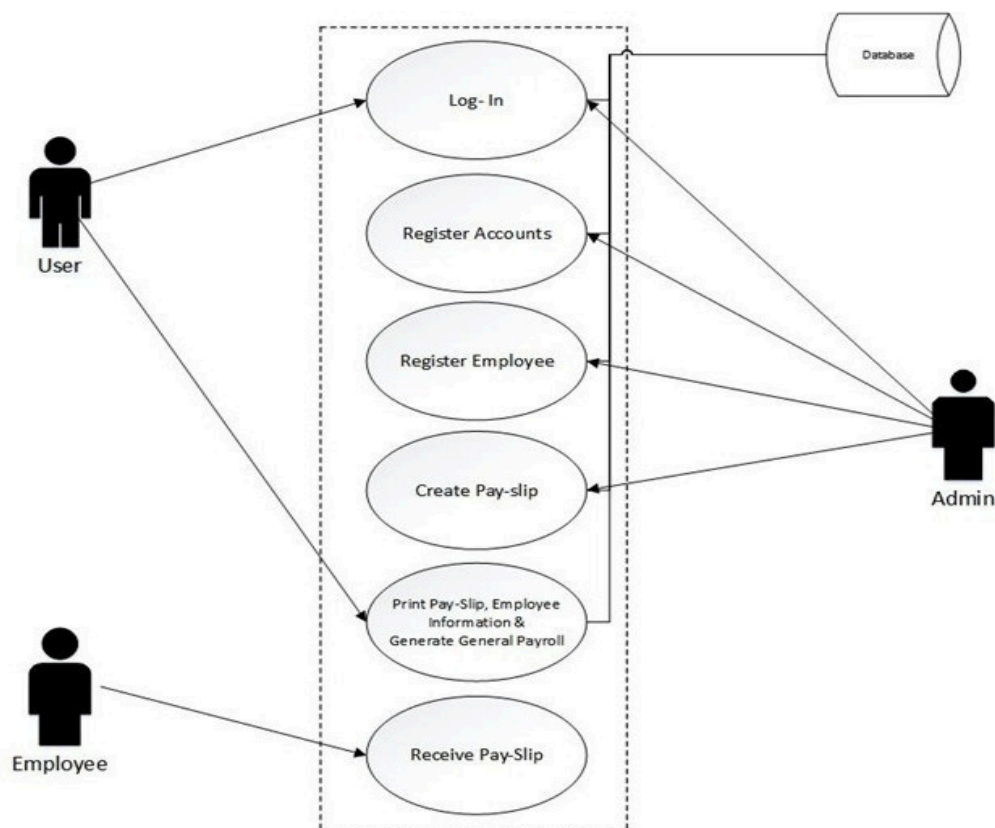 Log- In
Database
Register Accounts
User
Register Employee
Create Pay-slip
Admin
Print Pay-Slip, Employee
Information &
Generate General Payroll
Receive Pay-Slip
Employee